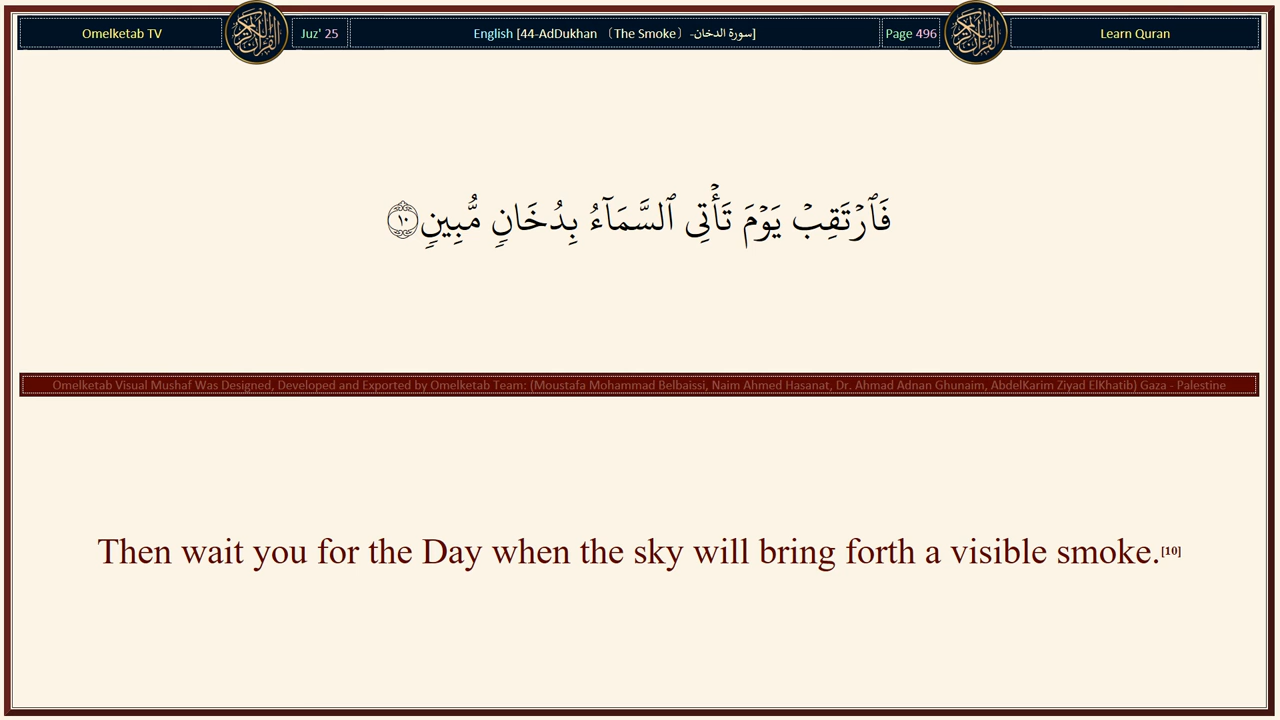 Omelketab TV
Juz' 25
English [44-AdDukhan （The Smoke） -سورة الدخان]
Page 496
Learn Quran
فَٱرۡتَقِبۡ يَوۡمَ تَأۡتِي ٱلسَّمَآءُ بِدُخَانٖ مُّبِينٖ ١٠
Omelketab Visual Mushaf Was Designed, Developed and Exported by Omelketab Team: (Moustafa Mohammad Belbaissi, Naim Ahmed Hasanat, Dr. Ahmad Adnan Ghunaim, AbdelKarim Ziyad ElKhatib) Gaza - Palestine
Then wait you for the Day when the sky will bring forth a visible smoke.[10]